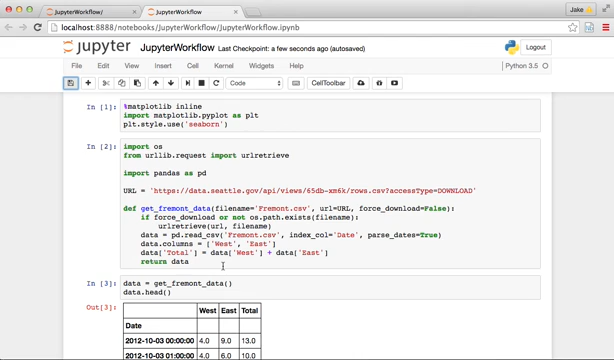 JupyterWorkflow/
JupyterWorkflow
Jake
localhost:8888/notebooks/JupyterWorkflow/JupyterWorkflow.ipynb
jupyter JupyterWorkflow Last Checkpoint: a few seconds ago (autosaved)
Logout
File Edit View Insert Cell Kernel Widgets Help
Python 3.5
Code
CellToolbar
In [1]:
%matplotlib inline
import matplotlib.pyplot as plt
plt.style.use('seaborn')
In [2]:
import os
from urllib.request import urlretrieve
import pandas as pd
URL = 'https://data.seattle.gov/api/views/65db-xm6k/rows.csv?accessType=DOWNLOAD'
def get_fremont_data(filename='Fremont.csv', url=URL, force_download=False):
if force_download or not os.path.exists(filename):
urlretrieve(url, filename)
data = pd.read_csv('Fremont.csv', index_col='Date', parse_dates=True)
data.columns = ['West', 'East']
data['Total'] = data['West'] + data['East']
return data
In [3]:
data = get_fremont_data()
data.head()
Out[3]:
West East Total
Date
2012-10-03 00:00:00 4.0 9.0 13.0
2012-10-03 01:00:00 4.0 6.0 10.0